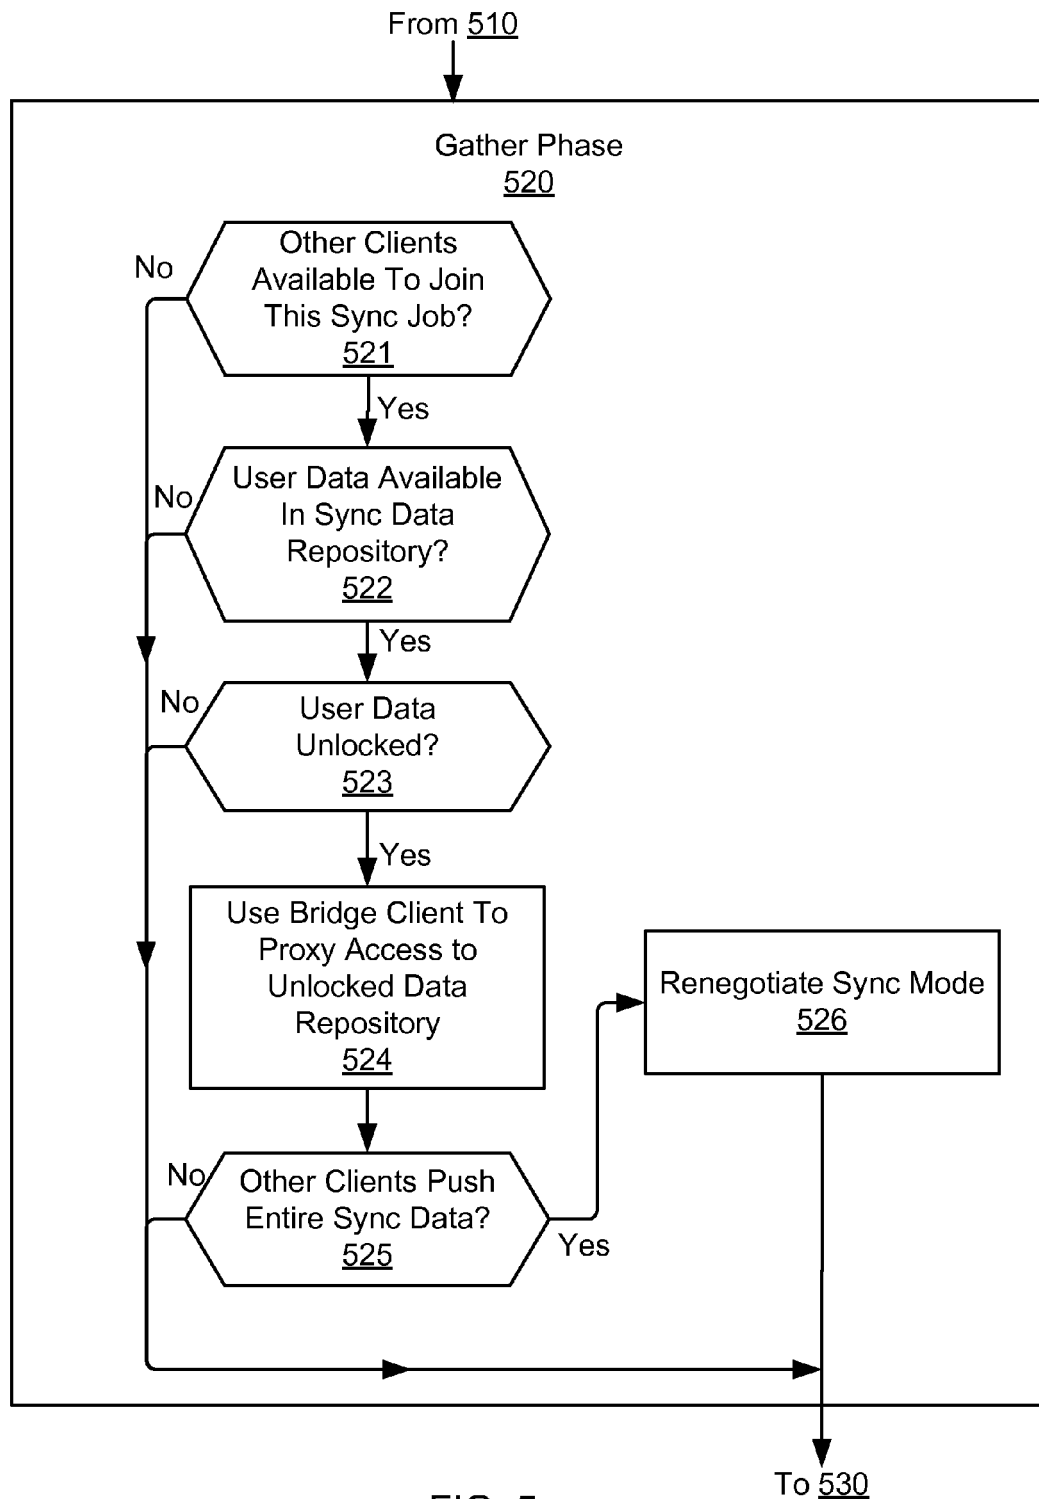 From 510
Gather Phase
520
Other Clients
Available To Join
This Sync Job?
521
No
Yes
User Data Available
In Sync Data
Repository?
522
No
Yes
User Data
Unlocked?
523
No
Yes
Use Bridge Client To
Proxy Access to
Unlocked Data
Repository
524
Renegotiate Sync Mode
526
Other Clients Push
Entire Sync Data?
525
No
Yes
To 530